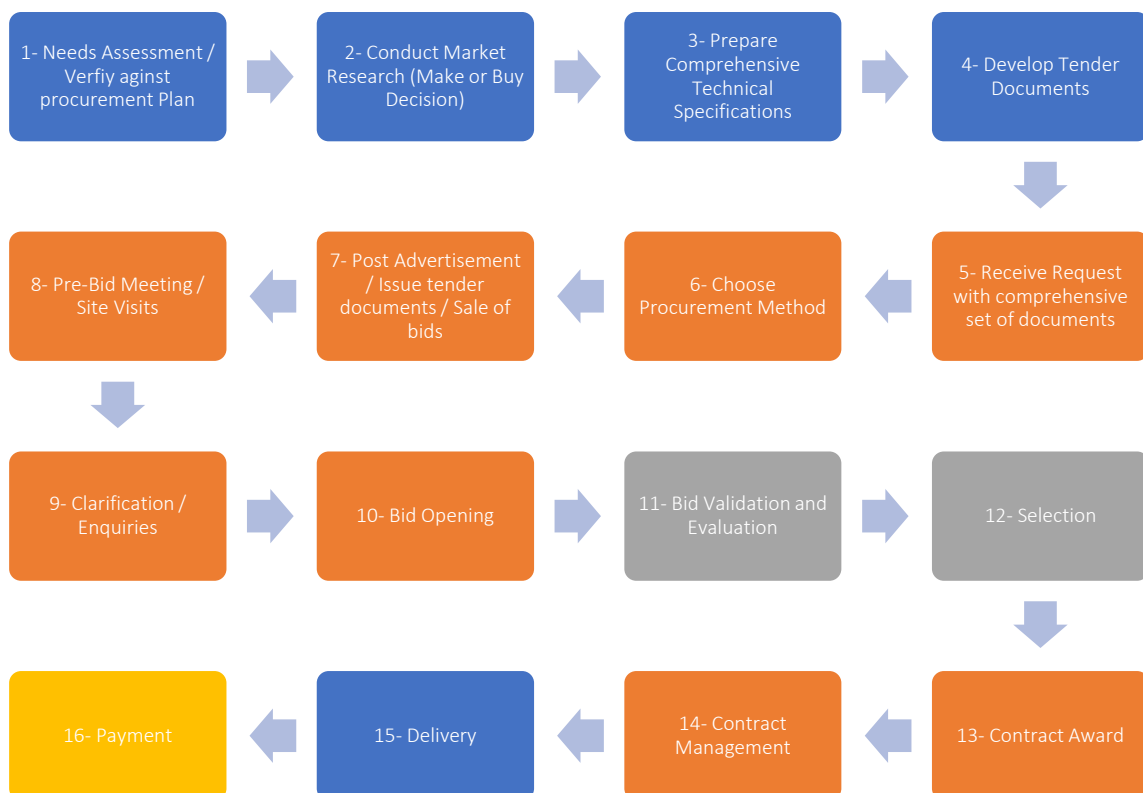 1- Needs Assessment /
Verfiy aginst
procurement Plan
2- Conduct Market
Research (Make or Buy
Decision)
3- Prepare
Comprehensive
Technical
Specifications
4- Develop Tender
Documents
5- Receive Request
with comprehensive
set of documents
6- Choose
Procurement Method
7- Post Advertisement
/ Issue tender
documents / Sale of
bids
8- Pre-Bid Meeting /
Site Visits
9- Clarification /
Enquiries
10- Bid Opening
11- Bid Validation and
Evaluation
12- Selection
13- Contract Award
14- Contract
Management
15- Delivery
16- Payment